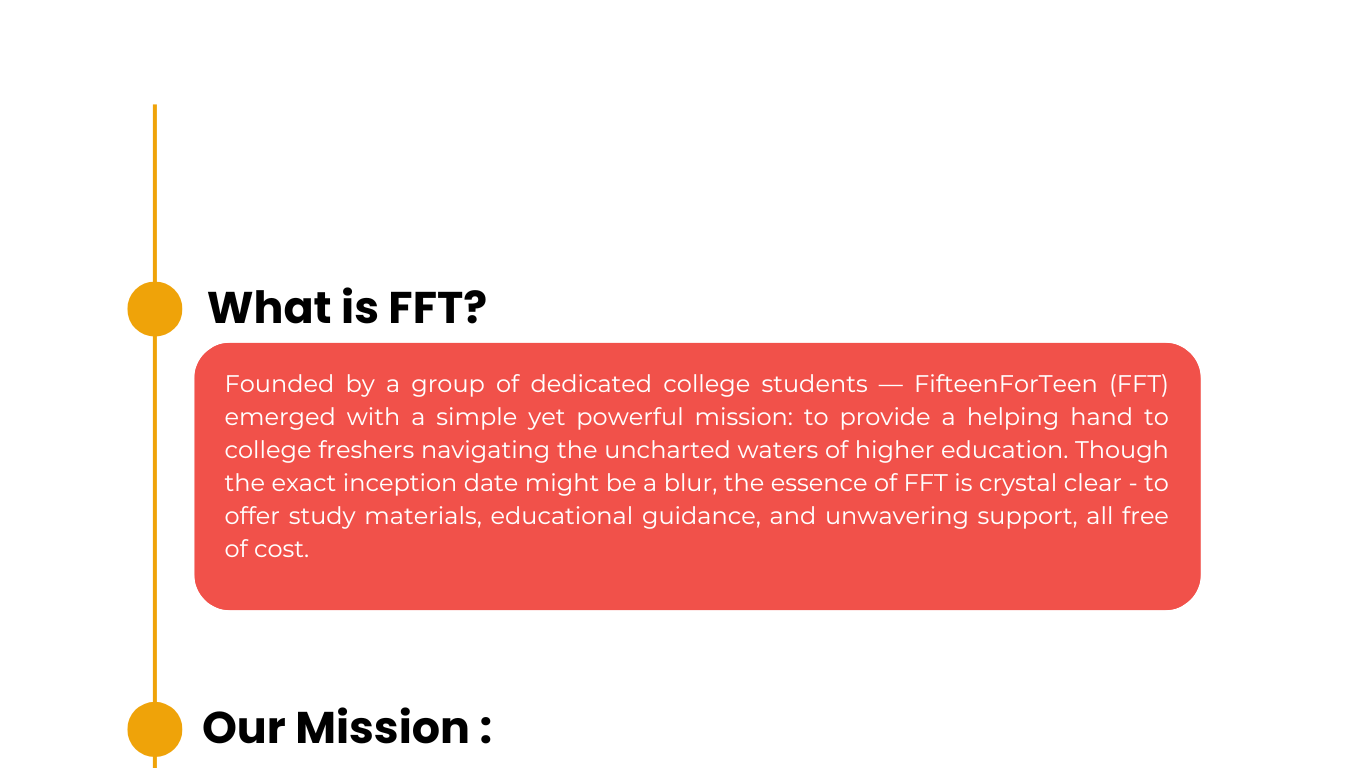 What is FFT?
Founded by a group of dedicated college students — FifteenForTeen (FFT)
emerged with a simple yet powerful mission: to provide a helping hand to
college freshers navigating the uncharted waters of higher education. Though
the exact inception date might be a blur, the essence of FFT is crystal clear - to
offer study materials, educational guidance, and unwavering support, all free
of cost.
Our Mission :